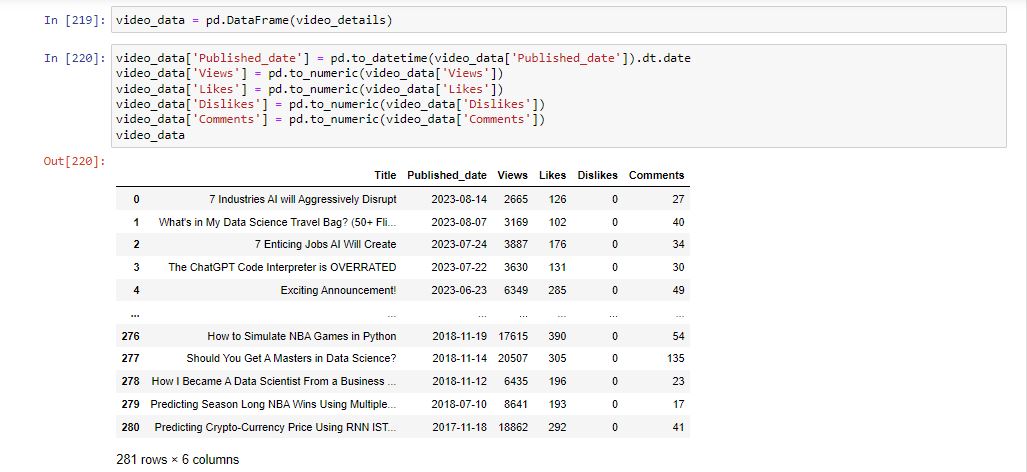 In [219]: video_data = pd.DataFrame(video_details)
In [220]: video_data['Published_date'] = pd.to_datetime(video_data['Published_date']).dt.date
video_data['Views'] = pd.to_numeric(video_data['Views'])
video_data['Likes'] = pd.to_numeric(video_data['Likes'])
video_data['Dislikes'] = pd.to_numeric(video_data['Dislikes'])
video_data['Comments'] = pd.to_numeric(video_data['Comments'])
video_data
Out[220]:
Title Published_date Views Likes Dislikes Comments
0 7 Industries AI will Aggressively Disrupt 2023-08-14 2665 126 0 27
1 What's in My Data Science Travel Bag? (50+ Fli... 2023-08-07 3169 102 0 40
2 7 Enticing Jobs AI Will Create 2023-07-24 3887 176 0 34
3 The ChatGPT Code Interpreter is OVERRATED 2023-07-22 3630 131 0 30
4 Exciting Announcement! 2023-06-23 6349 285 0 49
... ... ... ... ... ... ...
276 How to Simulate NBA Games in Python 2018-11-19 17615 390 0 54
277 Should You Get A Masters in Data Science? 2018-11-14 20507 305 0 135
278 How I Became A Data Scientist From a Business ... 2018-11-12 6435 196 0 23
279 Predicting Season Long NBA Wins Using Multiple... 2018-07-10 8641 193 0 17
280 Predicting Crypto-Currency Price Using RNN lST... 2017-11-18 18862 292 0 41
281 rows × 6 columns